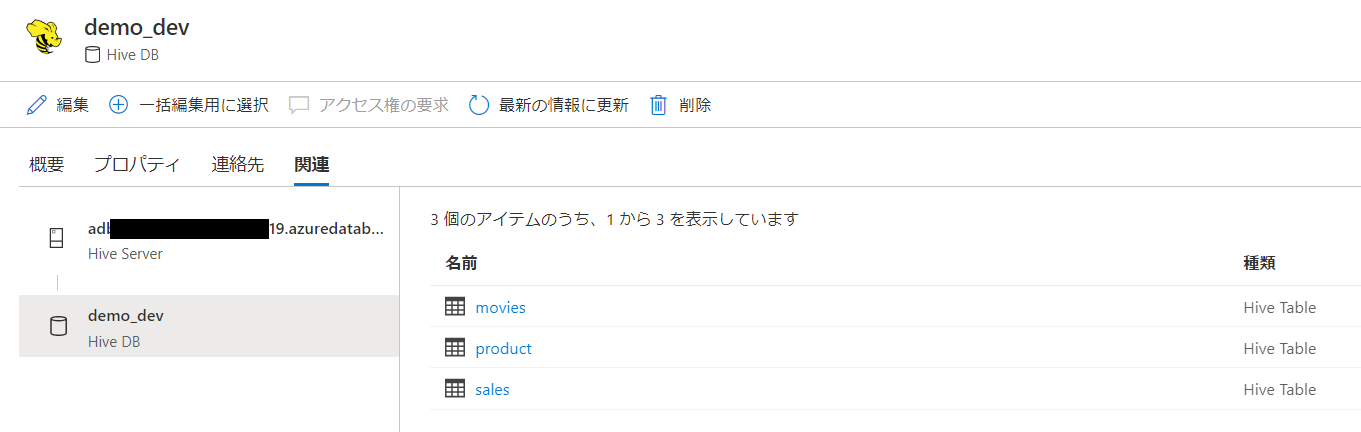 demo_dev
Hive DB
編集 一括編集用に選択 アクセス権の要求 最新の情報に更新 削除
概要 プロパティ 連絡先 関連
adb 19.azuredatab...
Hive Server
demo_dev
Hive DB
3 個のアイテムのうち、1 から 3 を表示しています
名前 種類
movies Hive Table
product Hive Table
sales Hive Table